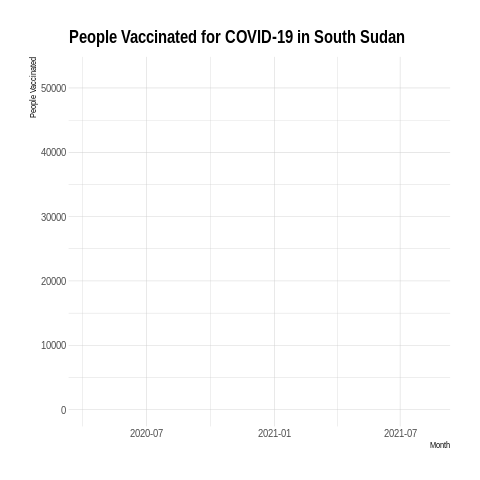 People Vaccinated for COVID-19 in South Sudan
People Vaccinated
50000
40000
30000
20000
10000
0
2020-07 2021-01 2021-07
Month